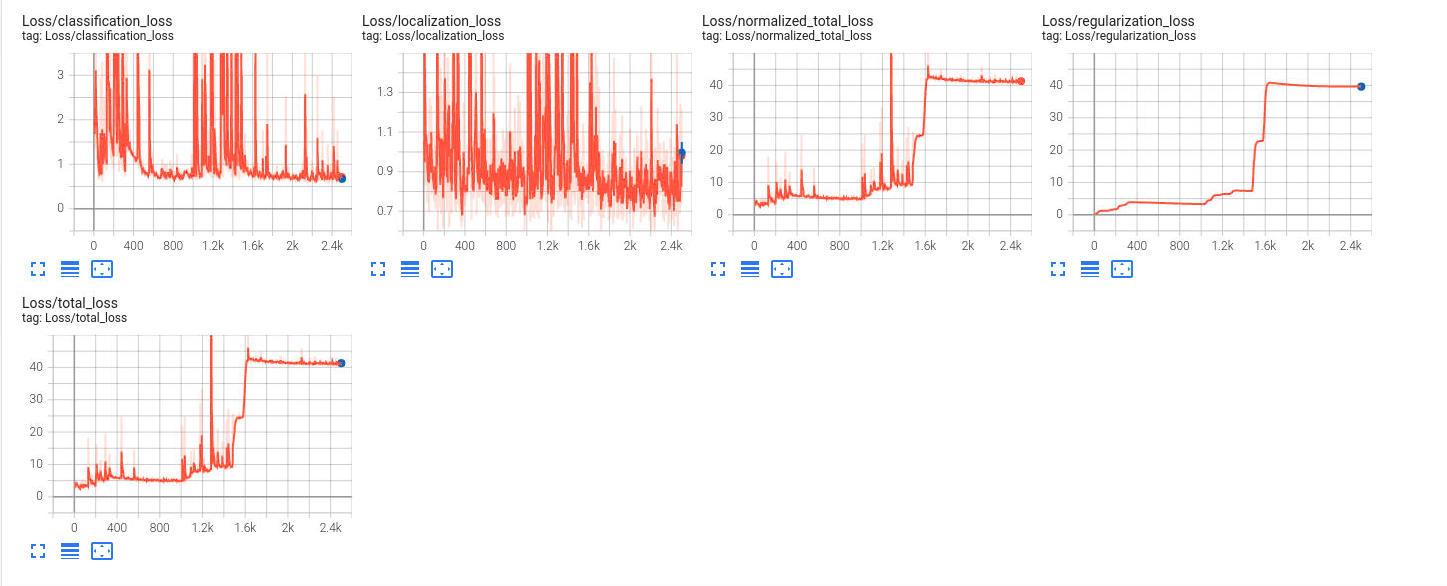 Loss/classification_loss
tag: Loss/classification_loss
3
2
1
0
0 400 800 1.2k 1.6k 2k 2.4k
Loss/localization_loss
tag: Loss/localization_loss
1.3
1.1
0.9
0.7
0 400 800 1.2k 1.6k 2k 2.4k
Loss/normalized_total_loss
tag: Loss/normalized_total_loss
40
30
20
10
0
0 400 800 1.2k 1.6k 2k 2.4k
Loss/regularization_loss
tag: Loss/regularization_loss
40
30
20
10
0
0 400 800 1.2k 1.6k 2k 2.4k
Loss/total_loss
tag: Loss/total_loss
40
30
20
10
0
0 400 800 1.2k 1.6k 2k 2.4k